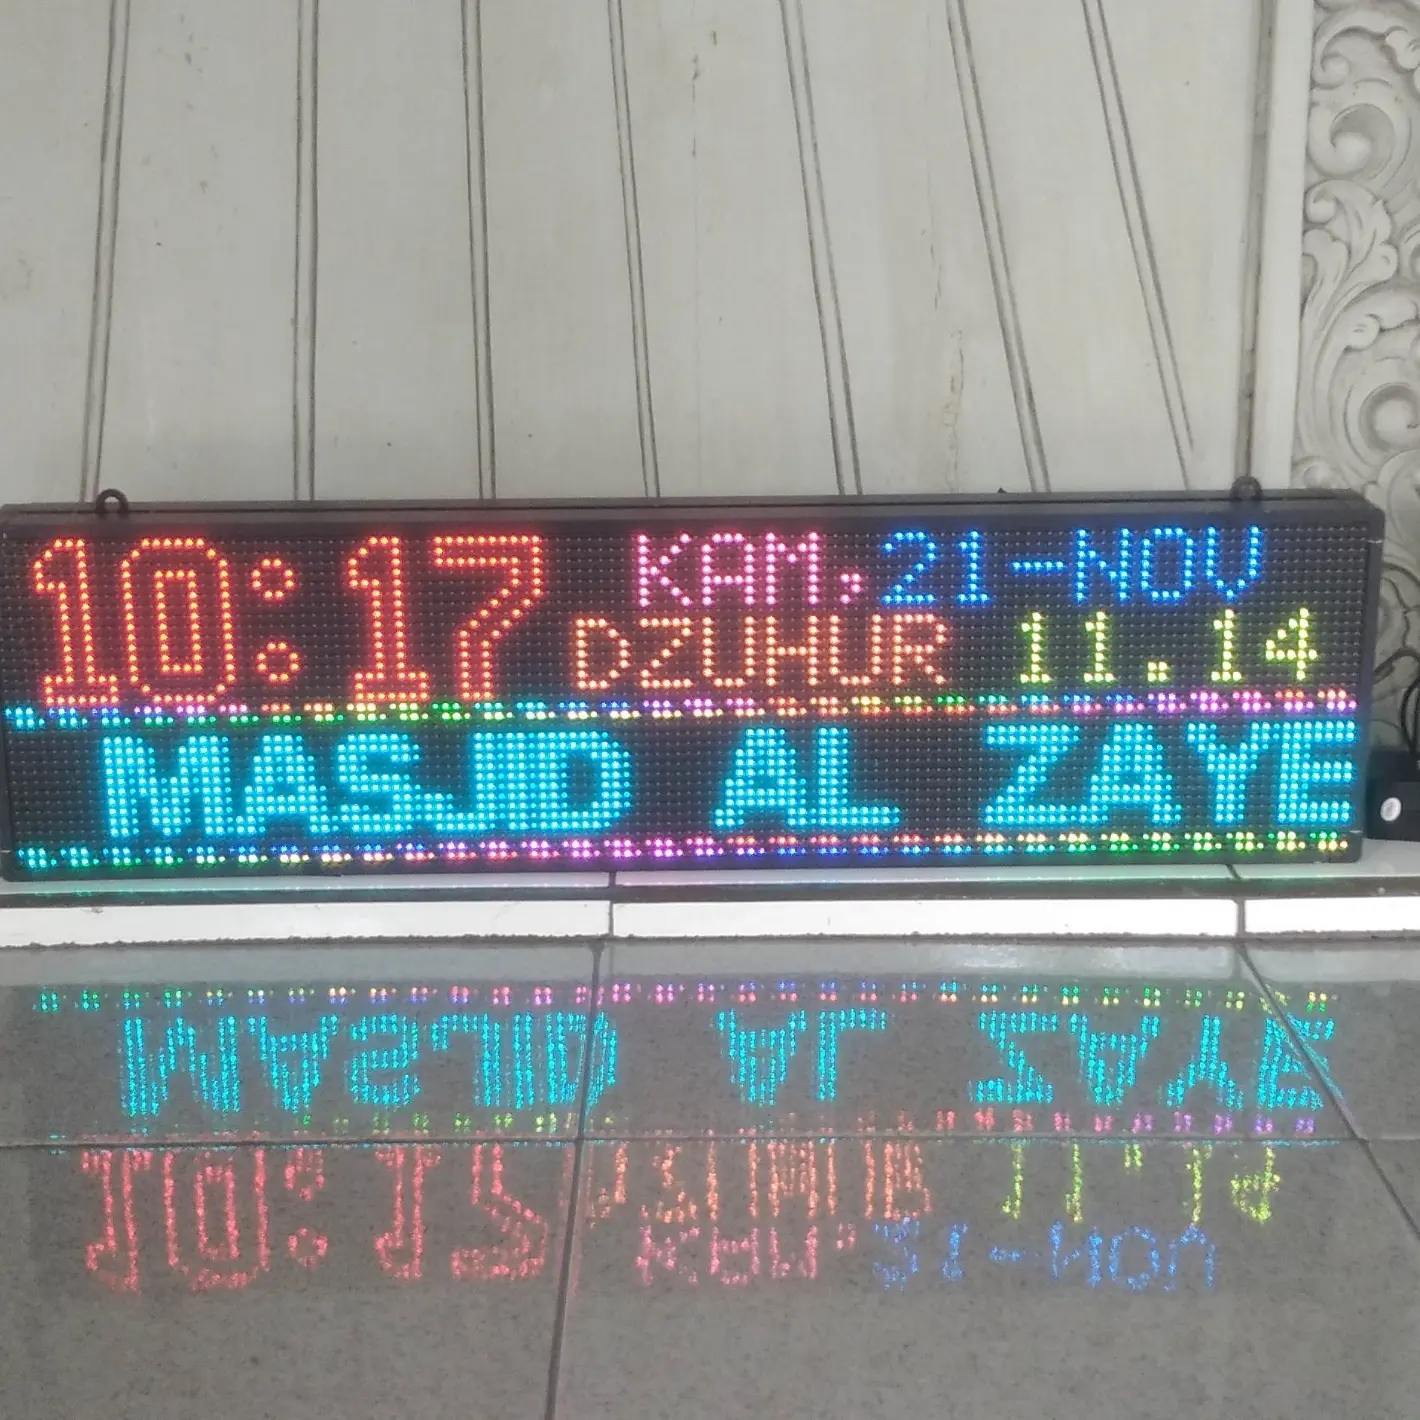 10:17
KAM, 21-NOV
DZUHUR 11.14
MASJID AL ZAYE